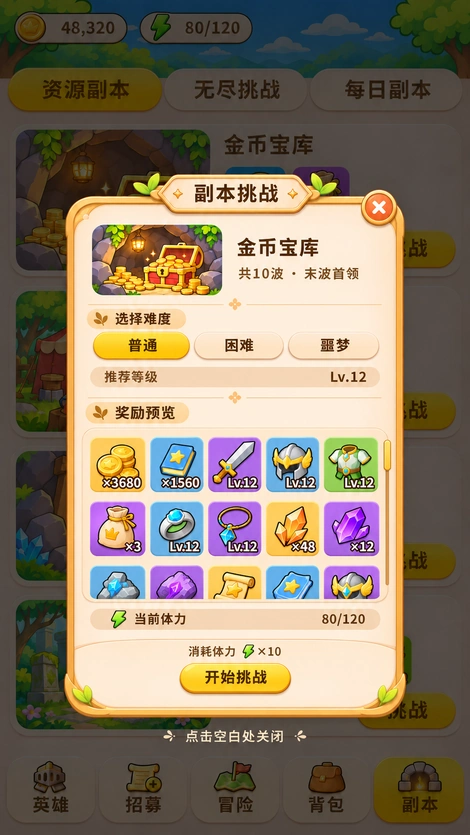 48,320
80/120
资源副本
无尽挑战
每日副本
金币宝库
副本挑战
金币宝库
共10波 · 末波首领
选择难度
普通
困难
噩梦
推荐等级
Lv.12
奖励预览
×3680
×1560
Lv.12
Lv.12
Lv.12
×3
Lv.12
Lv.12
×48
×12
当前体力
80/120
消耗体力 ×10
开始挑战
挑战
点击空白处关闭
英雄
招募
冒险
背包
副本